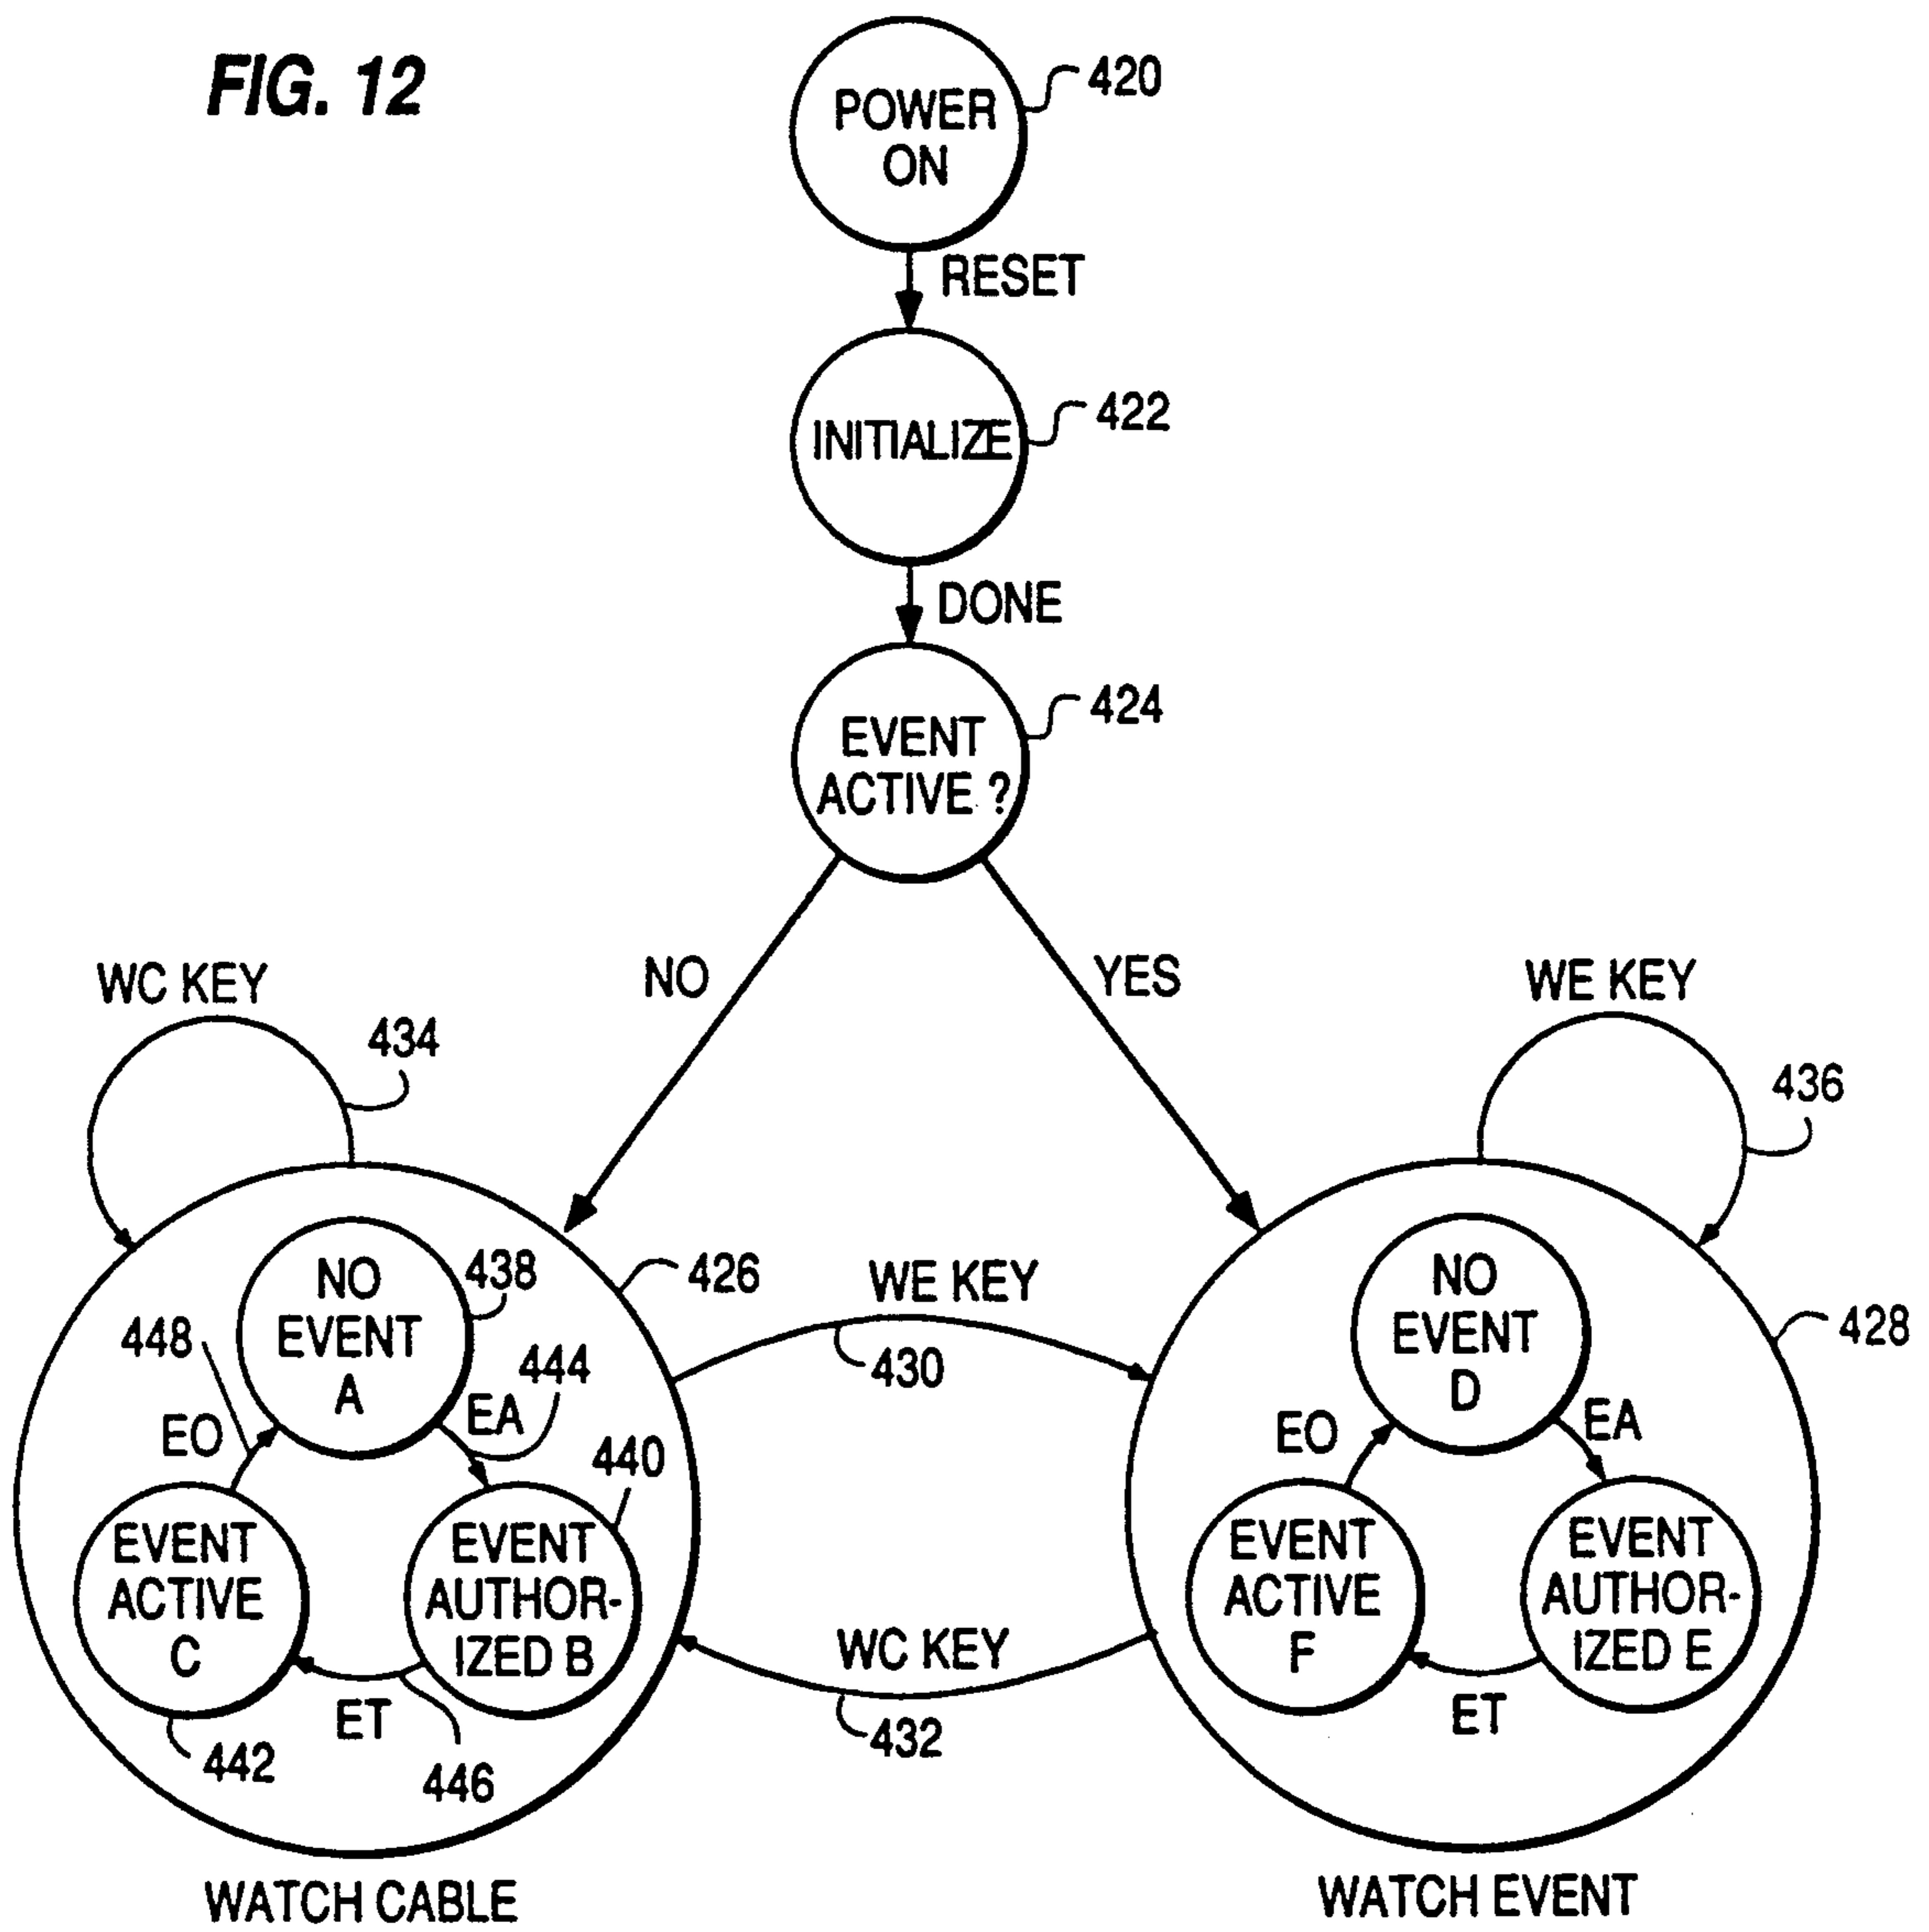 FIG. 12
POWER
ON
420
RESET
INITIALIZE
422
DONE
EVENT
ACTIVE ?
424
NO
YES
WC KEY
434
WE KEY
436
NO
EVENT
A
438
426
448
EO
EA
444
440
EVENT
ACTIVE
C
EVENT
AUTHOR-
IZED B
ET
442
446
WATCH CABLE
WE KEY
430
WC KEY
432
NO
EVENT
D
428
EO
EA
EVENT
ACTIVE
F
EVENT
AUTHOR-
IZED E
ET
WATCH EVENT